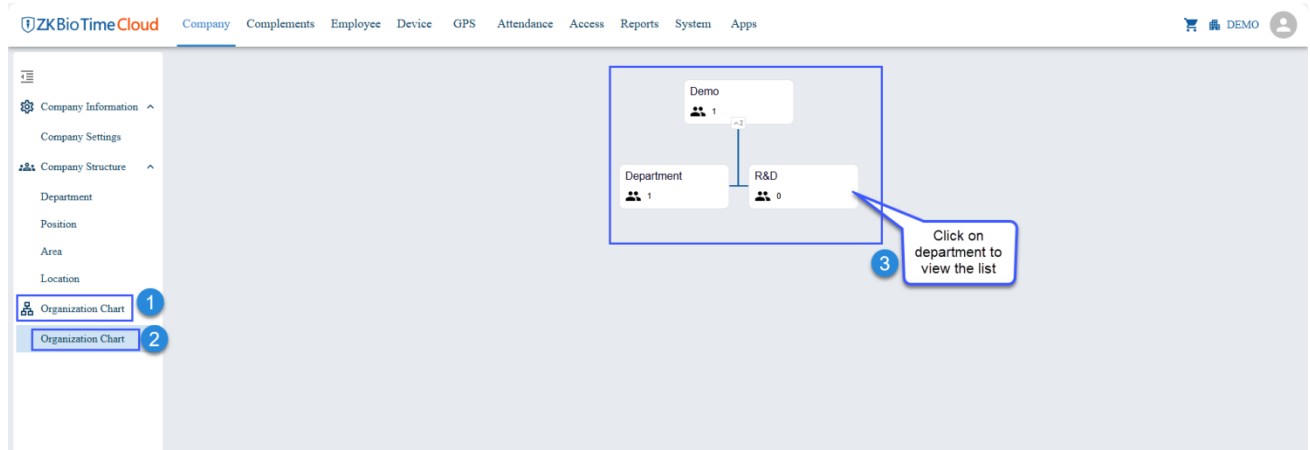 ZKBioTime Cloud Company Complements Employee Device GPS Attendance Access Reports System Apps DEMO
Company Information
Company Settings
Company Structure
Department
Position
Area
Location
Organization Chart 1
Organization Chart 2
Demo
1
^2
Department
1
R&D
0
3
Click on
department to
view the list